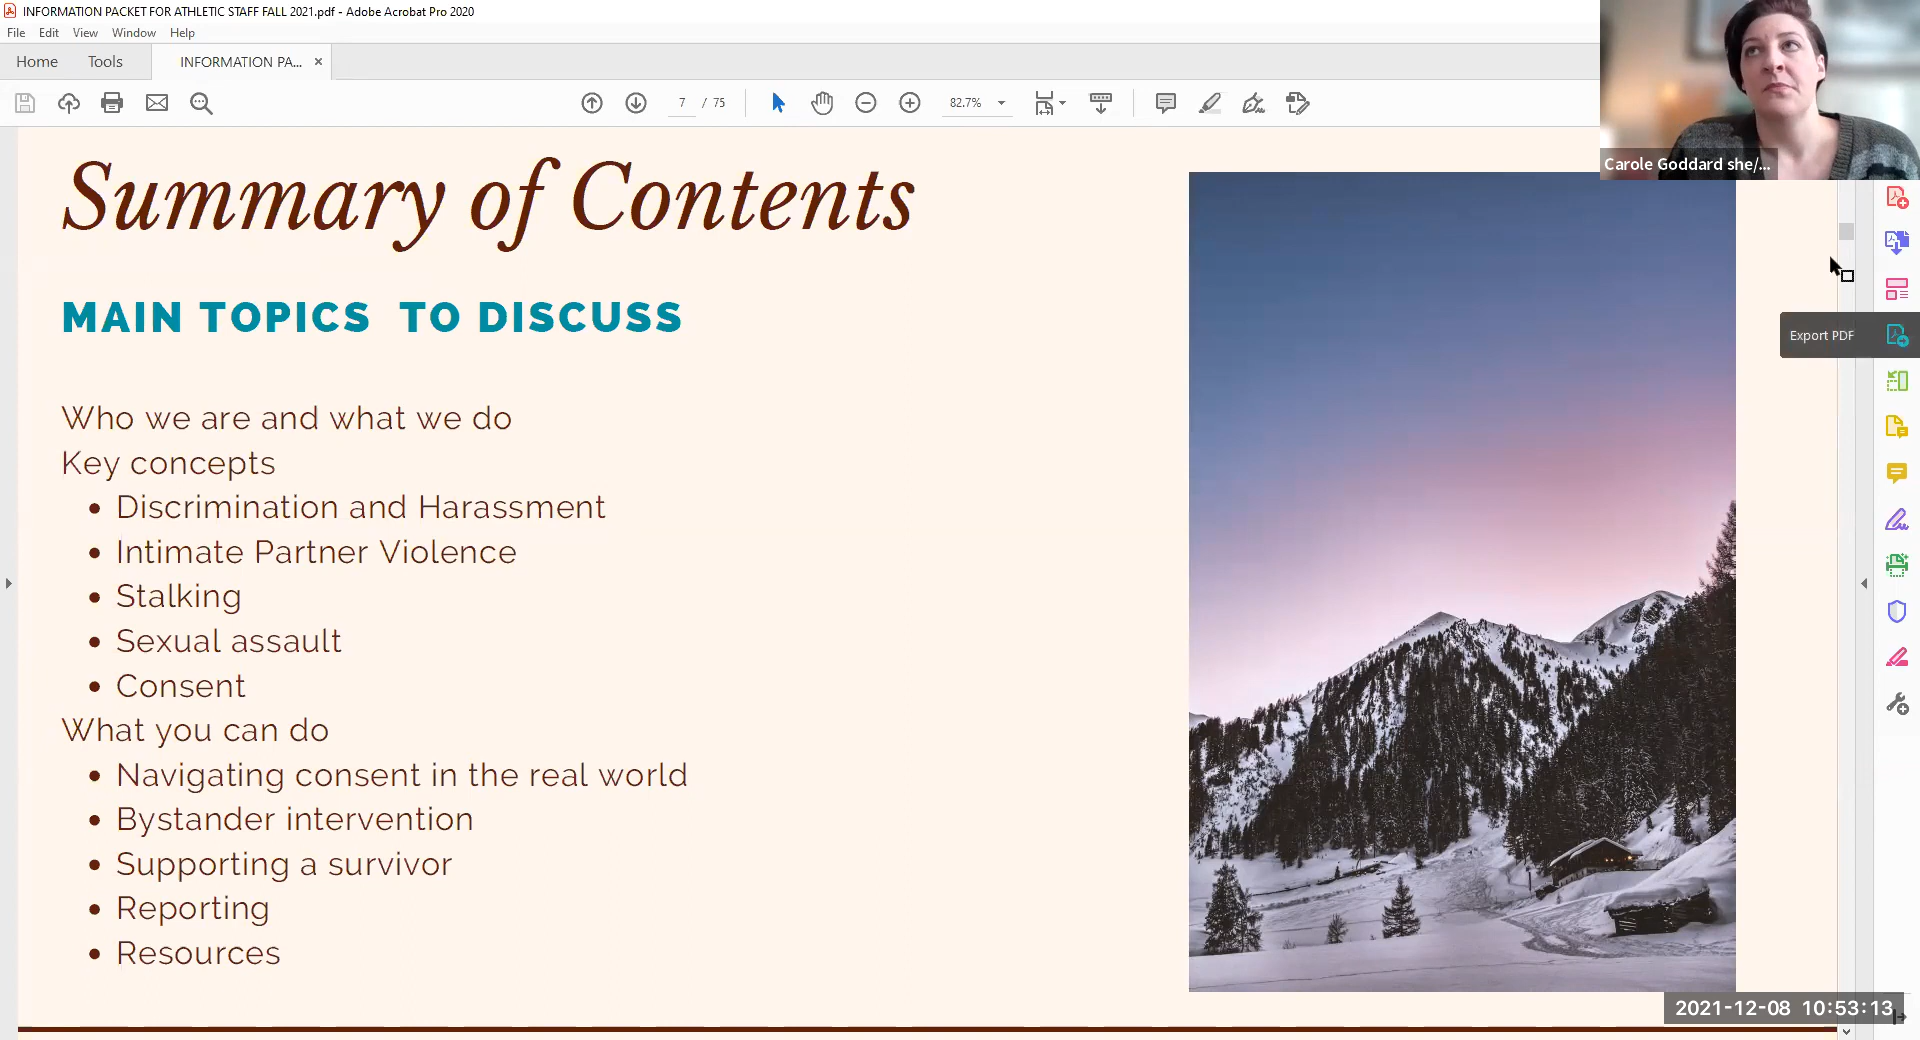 INFORMATION PACKET FOR ATHLETIC STAFF FALL 2021.pdf - Adobe Acrobat Pro 2020
File Edit View Window Help
Home Tools INFORMATION PA... ×
7 / 75 82.7%
Carole Goddard she/...
Summary of Contents
MAIN TOPICS TO DISCUSS
Export PDF
Who we are and what we do
Key concepts
• Discrimination and Harassment
• Intimate Partner Violence
• Stalking
• Sexual assault
• Consent
What you can do
• Navigating consent in the real world
• Bystander intervention
• Supporting a survivor
• Reporting
• Resources
2021-12-08 10:53:13